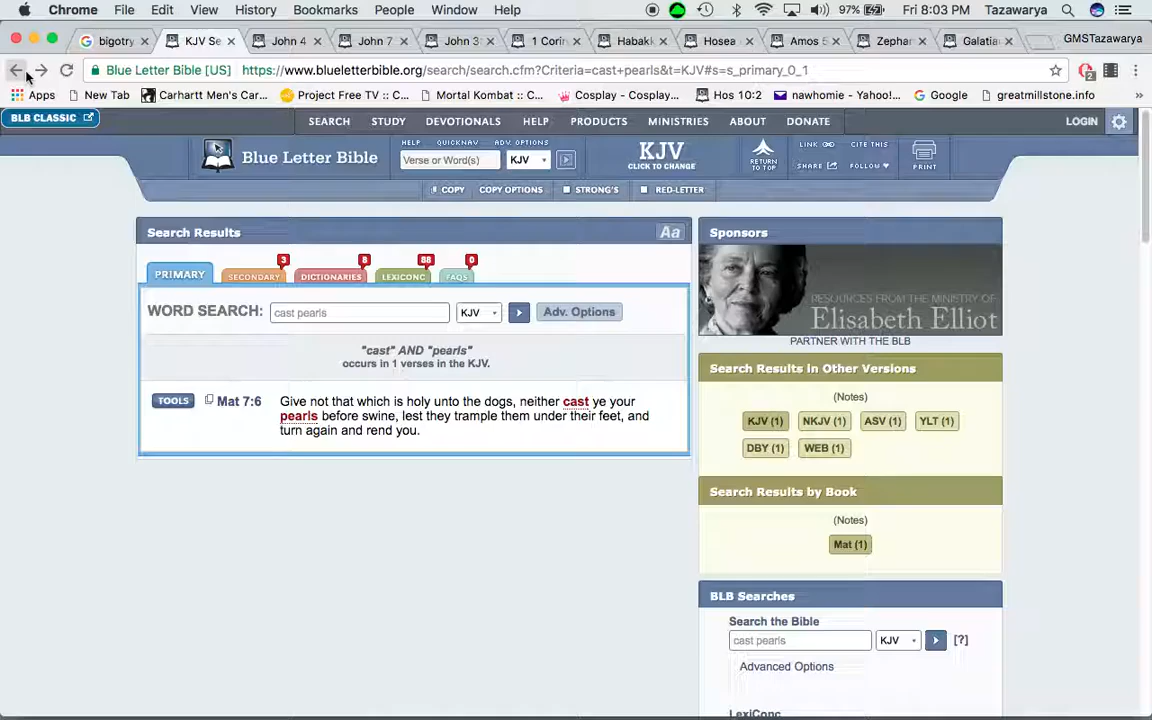 Chrome File Edit View History Bookmarks People Window Help 97% Fri 8:03 PM Tazawarya
bigotry KJV Se John 4 John 7 John 3 1 Corin Habakk Hosea Amos 5 Zephar Galatia GMSTazawarya
Blue Letter Bible [US] https://www.blueletterbible.org/search/search.cfm?Criteria=cast+pearls&t=KJV#s=s_primary_0_1
Apps New Tab Carhartt Men's Car... Project Free TV :: C... Mortal Kombat :: C... Cosplay - Cosplay... Hos 10:2 nawhomie - Yahoo!... Google greatmillstone.info »
BLB CLASSIC SEARCH STUDY DEVOTIONALS HELP PRODUCTS MINISTRIES ABOUT DONATE LOGIN
HELP QUICKNAV ADV. OPTIONS
Blue Letter Bible Verse or Word(s) KJV KJV CLICK TO CHANGE RETURN TO TOP LINK CITE THIS SHARE FOLLOW PRINT
COPY COPY OPTIONS STRONG'S RED-LETTER
Search Results Aa
3 8 88 0
PRIMARY SECONDARY DICTIONARIES LEXICONC FAQS
WORD SEARCH: cast pearls KJV Adv. Options
"cast" AND "pearls"
occurs in 1 verses in the KJV.
TOOLS Mat 7:6 Give not that which is holy unto the dogs, neither cast ye your
pearls before swine, lest they trample them under their feet, and
turn again and rend you.
Sponsors
RESOURCES FROM THE MINISTRY OF
Elisabeth Elliot
PARTNER WITH THE BLB
Search Results in Other Versions
(Notes)
KJV (1) NKJV (1) ASV (1) YLT (1)
DBY (1) WEB (1)
Search Results by Book
(Notes)
Mat (1)
BLB Searches
Search the Bible
cast pearls KJV [?]
Advanced Options
LexiConc